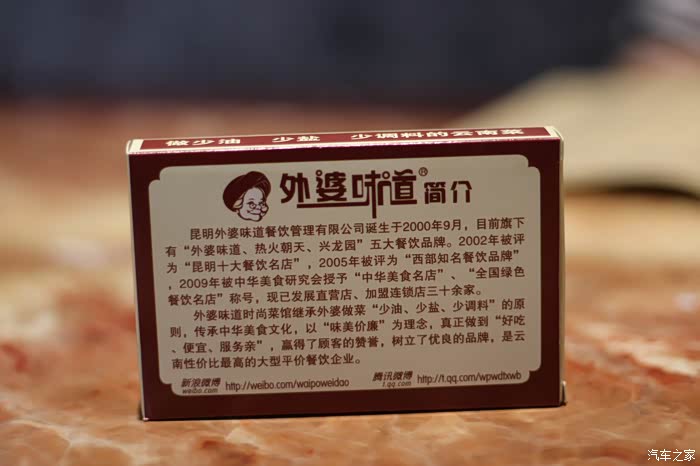 做少油 少盐 少调料的云南菜
外婆味道® 简介
昆明外婆味道餐饮管理有限公司诞生于2000年9月,目前旗下
有“外婆味道、热火朝天、兴龙园”五大餐饮品牌。2002年被评
为“昆明十大餐饮名店”,2005年被评为“西部知名餐饮品牌”
,2009年被中华美食研究会授予“中华美食名店”、“全国绿色
餐饮名店”称号,现已发展直营店、加盟连锁店三十余家。
外婆味道时尚菜馆继承外婆做菜“少油、少盐、少调料”的原
则,传承中华美食文化,以“味美价廉”为理念,真正做到“好吃
、便宜、服务亲”,赢得了顾客的赞誉,树立了优良的品牌,是云
南性价比最高的大型平价餐饮企业。
新浪微博 weibo.com http://weibo.com/waipoweidao 腾讯微博 t.qq.com http://t.qq.com/wpwdtxwb
汽车之家